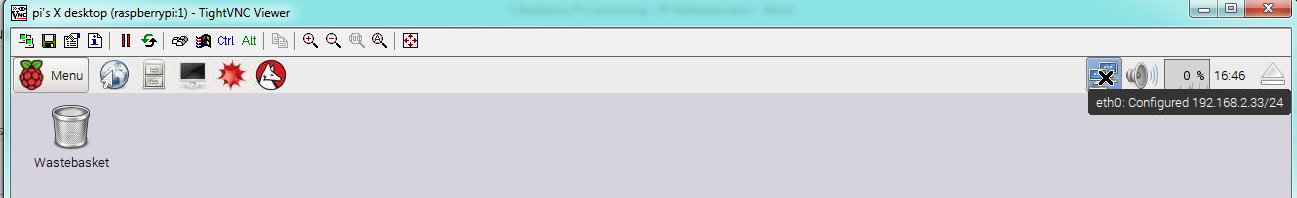 pi's X desktop (raspberrypi:1) - TightVNC Viewer
Ctrl Alt
Menu 0 % 16:46
eth0: Configured 192.168.2.33/24
Wastebasket